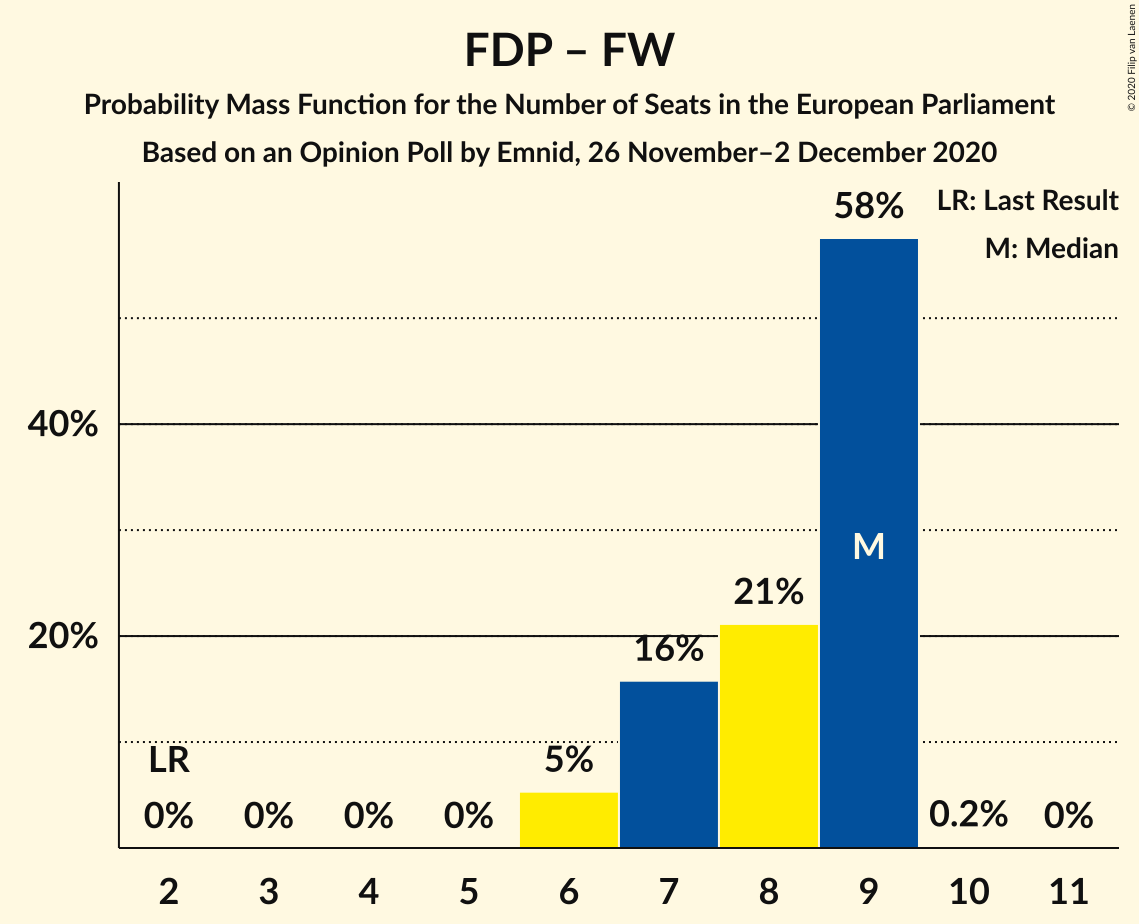 FDP – FW
Probability Mass Function for the Number of Seats in the European Parliament
Based on an Opinion Poll by Emnid, 26 November–2 December 2020
© 2020 Filip van Laenen
LR: Last Result
M: Median
58%
40%
M
21%
20%
16%
LR
5%
0% 0% 0% 0% 0.2% 0%
2 3 4 5 6 7 8 9 10 11